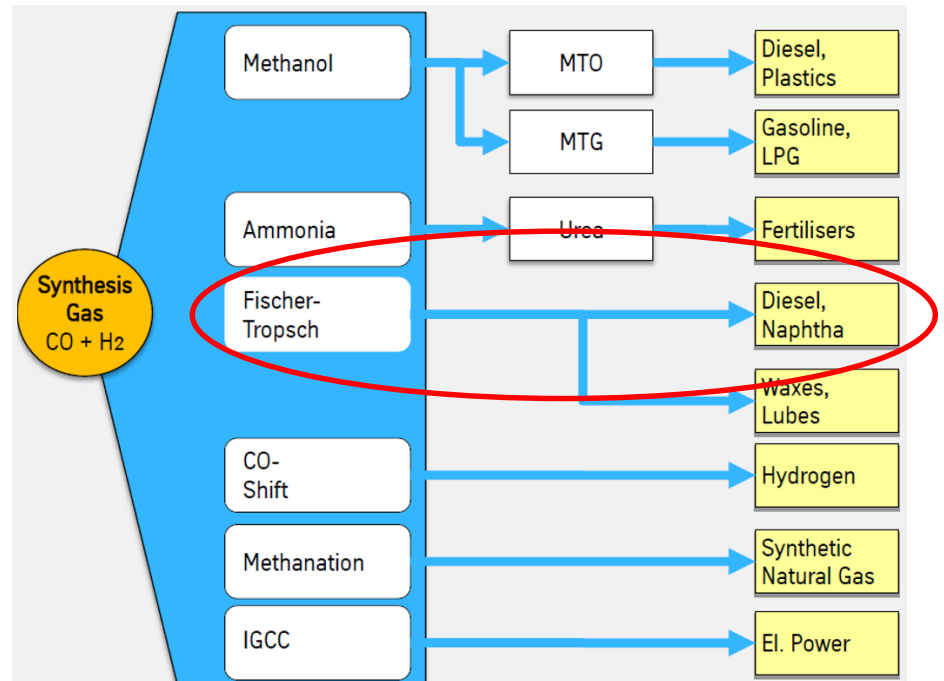 Methanol
MTO
Diesel,
Plastics
MTG
Gasoline,
LPG
Ammonia
Urea
Fertilisers
Synthesis
Gas
CO + H2
Fischer-
Tropsch
Diesel,
Naphtha
Waxes,
Lubes
CO-
Shift
Hydrogen
Methanation
Synthetic
Natural Gas
IGCC
El. Power